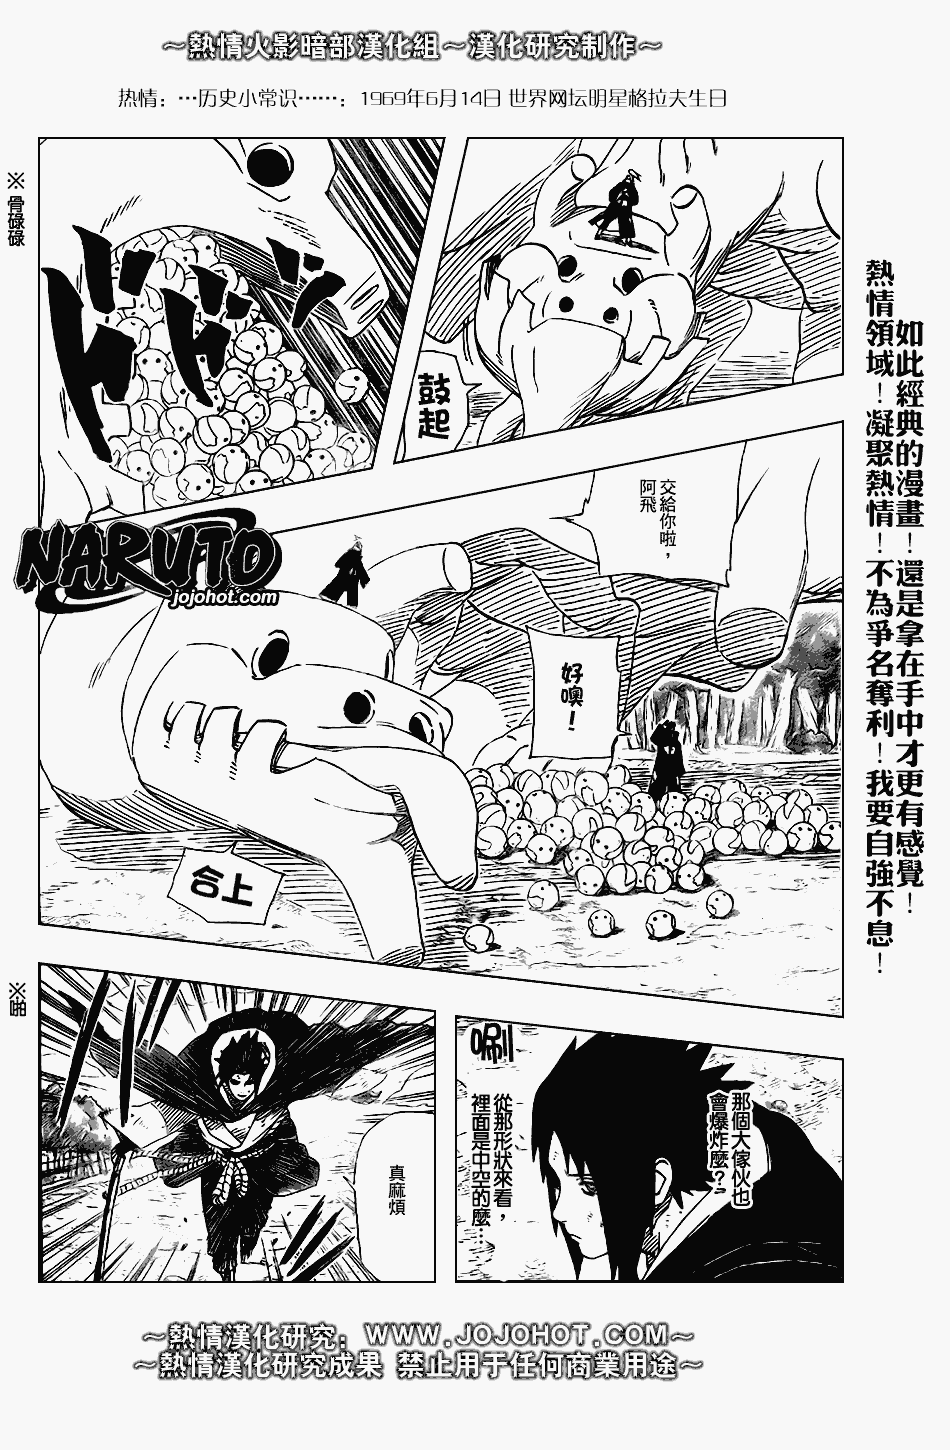 ～熱情火影暗部漢化組～漢化研究制作～
热情：…历史小常识……：1969年6月14日 世界网坛明星格拉夫生日
※骨碌碌
ドドドン
鼓起
如此經典的漫畫！還是拿在手中才更有感覺！
熱情領域！凝聚熱情！不為爭名奪利！我要自強不息！
交給你啦，
阿飛
NARUTO
jojohot.com
好噢！
合上
※啪
唰
那個大傢伙也
會爆炸麼？
從那形狀來看，
裡面是中空的麼…
真麻煩
～熱情漢化研究：WWW.JOJOHOT.COM～
～熱情漢化研究成果 禁止用于任何商業用途～